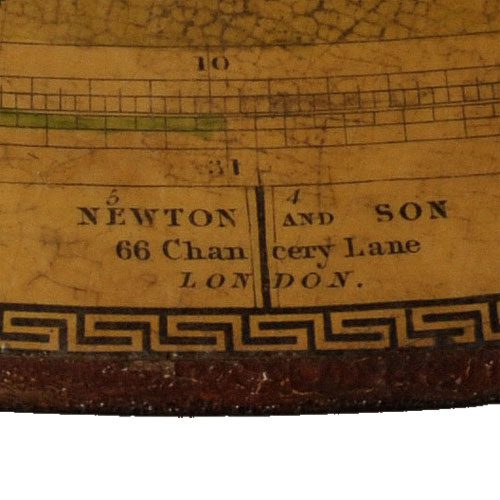 10
31
5 4
NEWTON AND SON
66 Chancery Lane
LONDON.